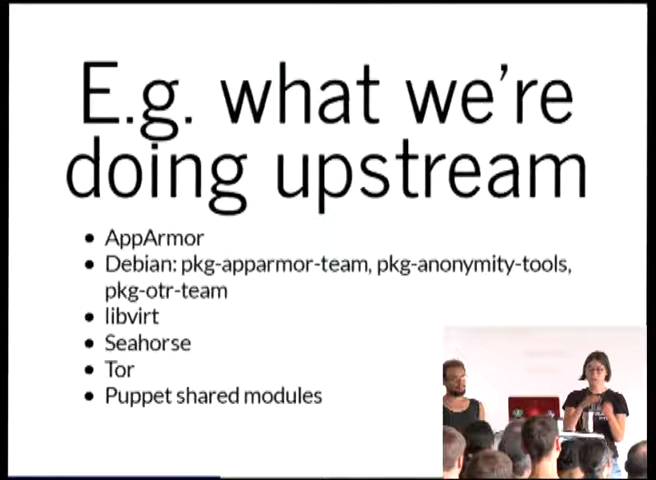 E.g. what we're
doing upstream
AppArmor
Debian: pkg-apparmor-team, pkg-anonymity-tools,
pkg-otr-team
libvirt
Seahorse
Tor
Puppet shared modules